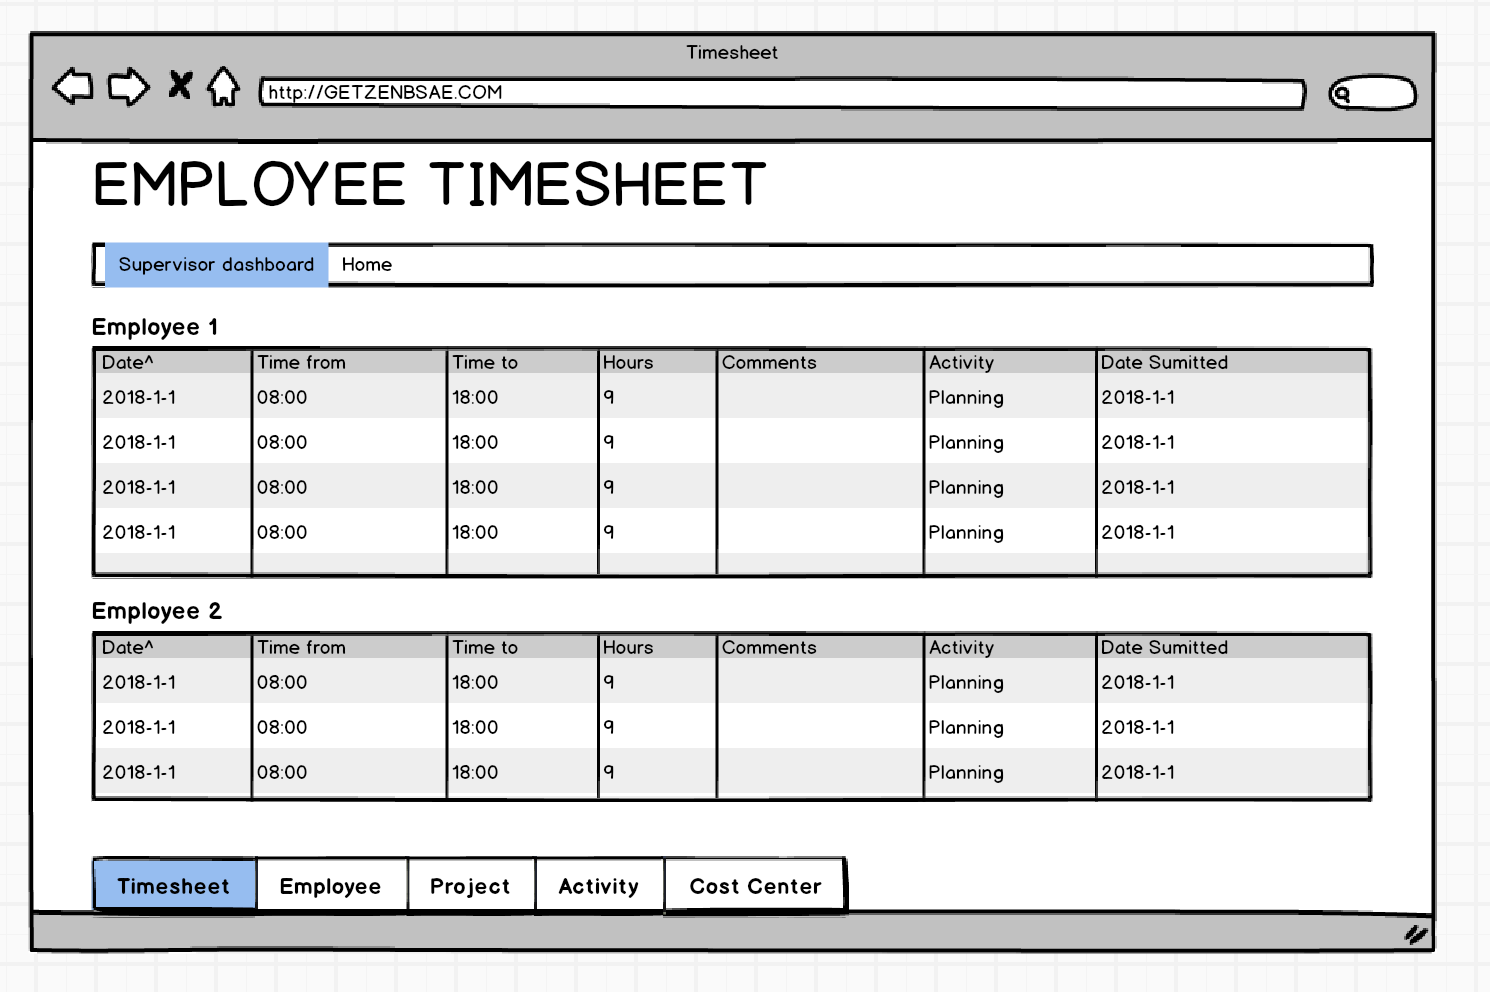 Timesheet
http://GETZENBSAE.COM
EMPLOYEE TIMESHEET
Supervisor dashboard Home
Employee 1
Date^ Time from Time to Hours Comments Activity Date Sumitted
2018-1-1 08:00 18:00 9 Planning 2018-1-1
2018-1-1 08:00 18:00 9 Planning 2018-1-1
2018-1-1 08:00 18:00 9 Planning 2018-1-1
2018-1-1 08:00 18:00 9 Planning 2018-1-1
Employee 2
Date^ Time from Time to Hours Comments Activity Date Sumitted
2018-1-1 08:00 18:00 9 Planning 2018-1-1
2018-1-1 08:00 18:00 9 Planning 2018-1-1
2018-1-1 08:00 18:00 9 Planning 2018-1-1
Timesheet Employee Project Activity Cost Center